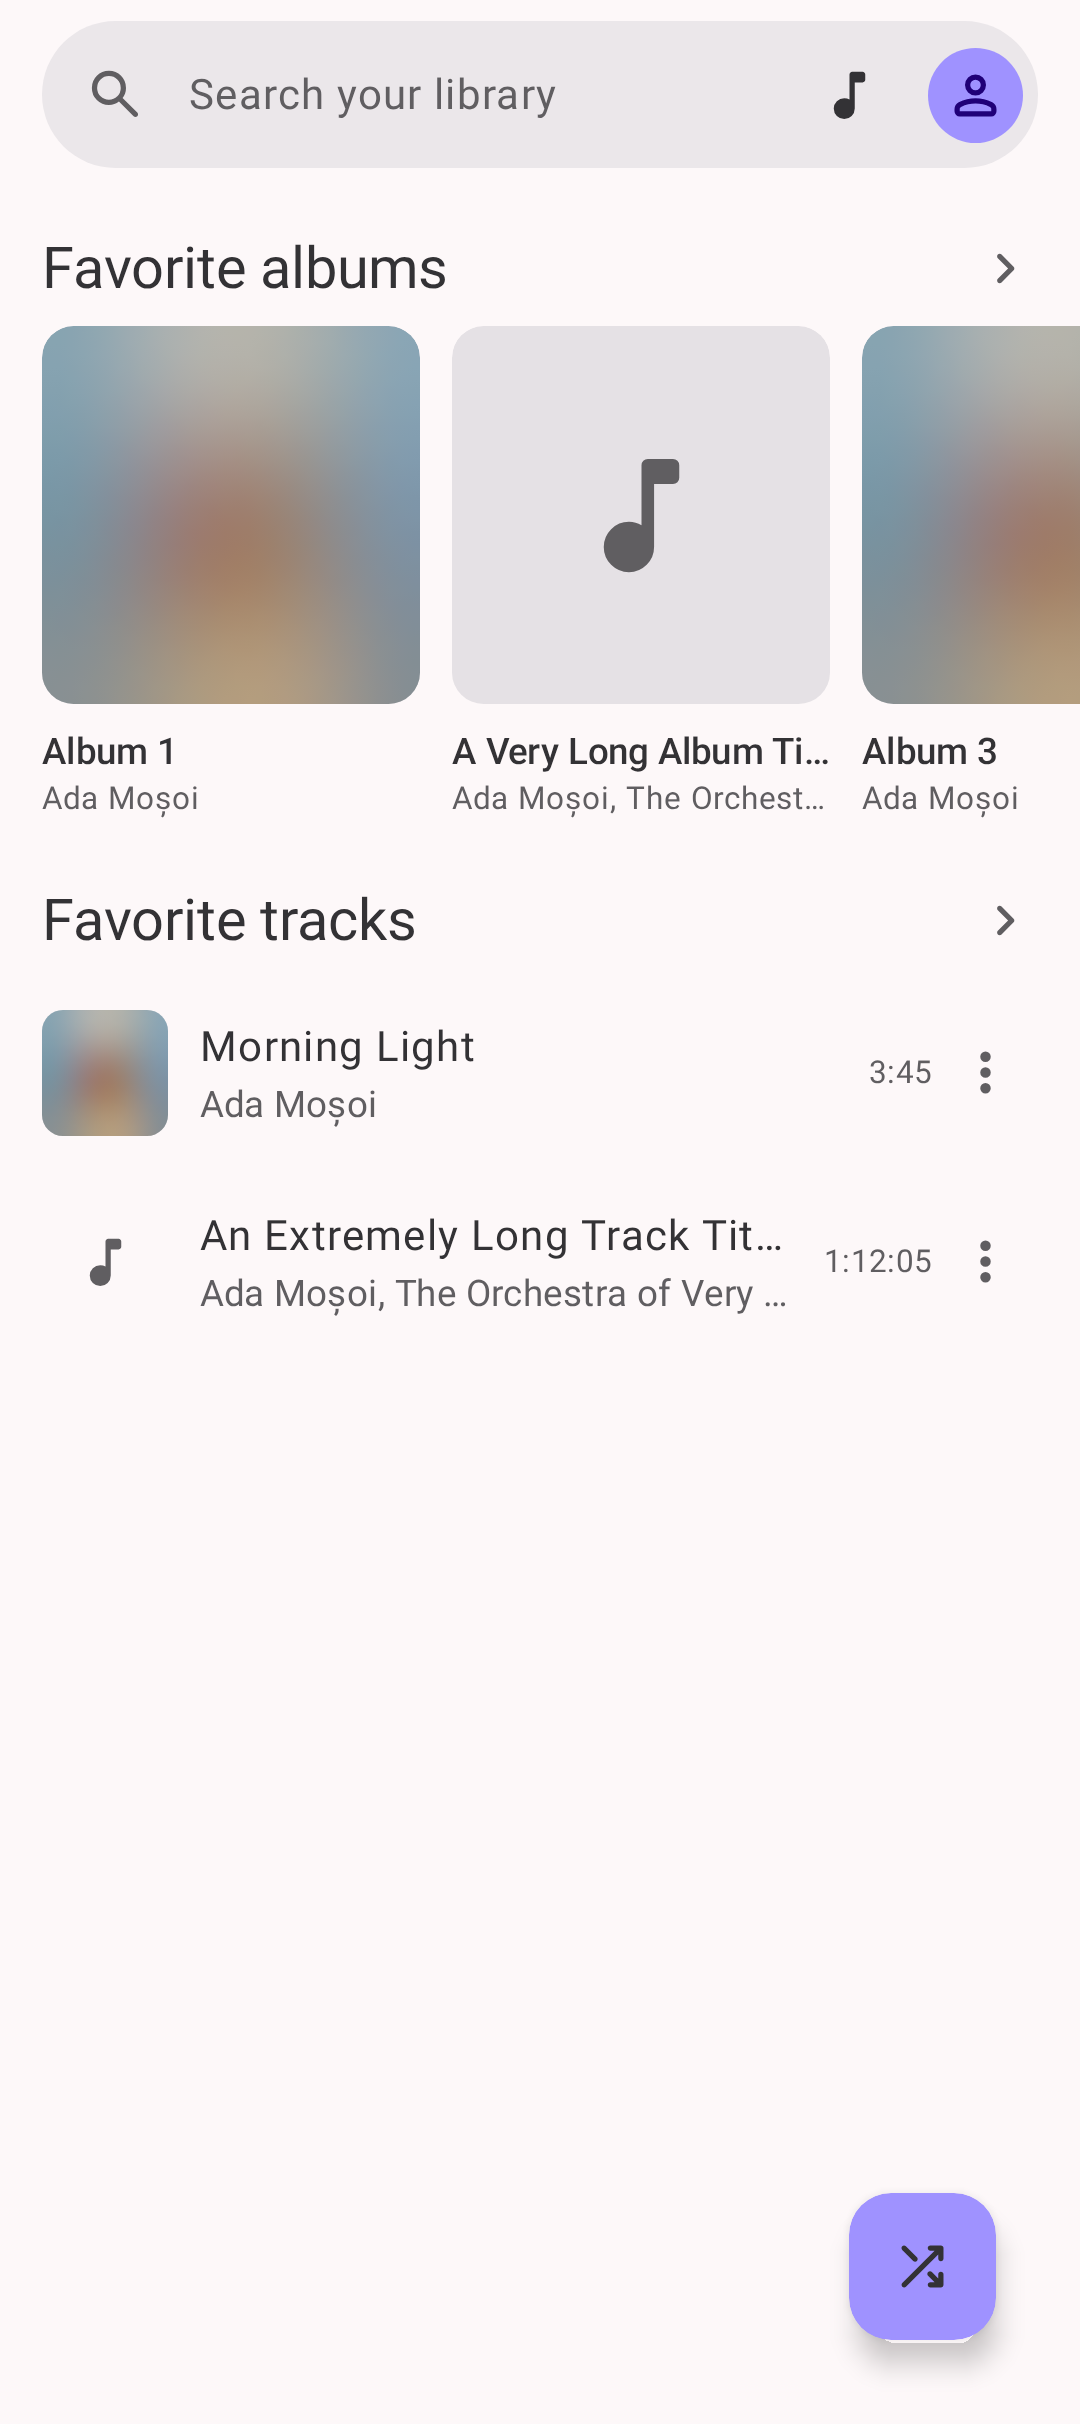 Search your library
Favorite albums
Album 1
Ada Moșoi
A Very Long Album Ti…
Ada Moșoi, The Orchest…
Album 3
Ada Moșoi
Favorite tracks
Morning Light
Ada Moșoi
3:45
An Extremely Long Track Tit…
Ada Moșoi, The Orchestra of Very …
1:12:05